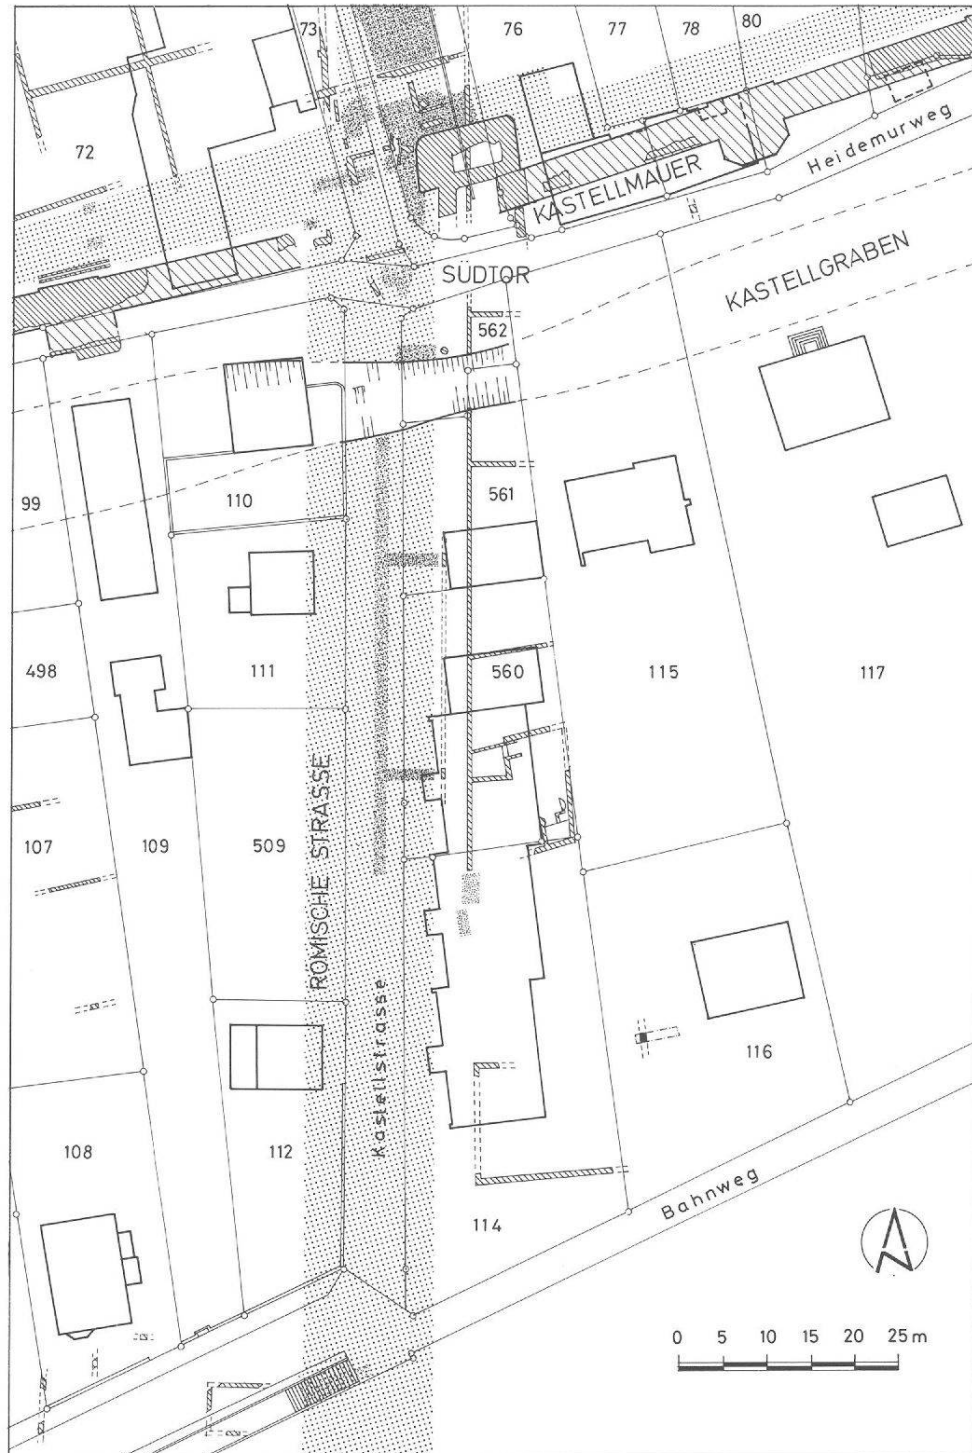 73
76
77
78
80
72
Heidemurweg
KASTELLMAUER
KASTELLGRABEN
SÜDTOR
562
99
110
561
498
111
560
115
117
107
109
509
RÖMISCHE STRASSE
Kastellstrasse
116
108
112
114
Bahnweg
N
0 5 10 15 20 25 m